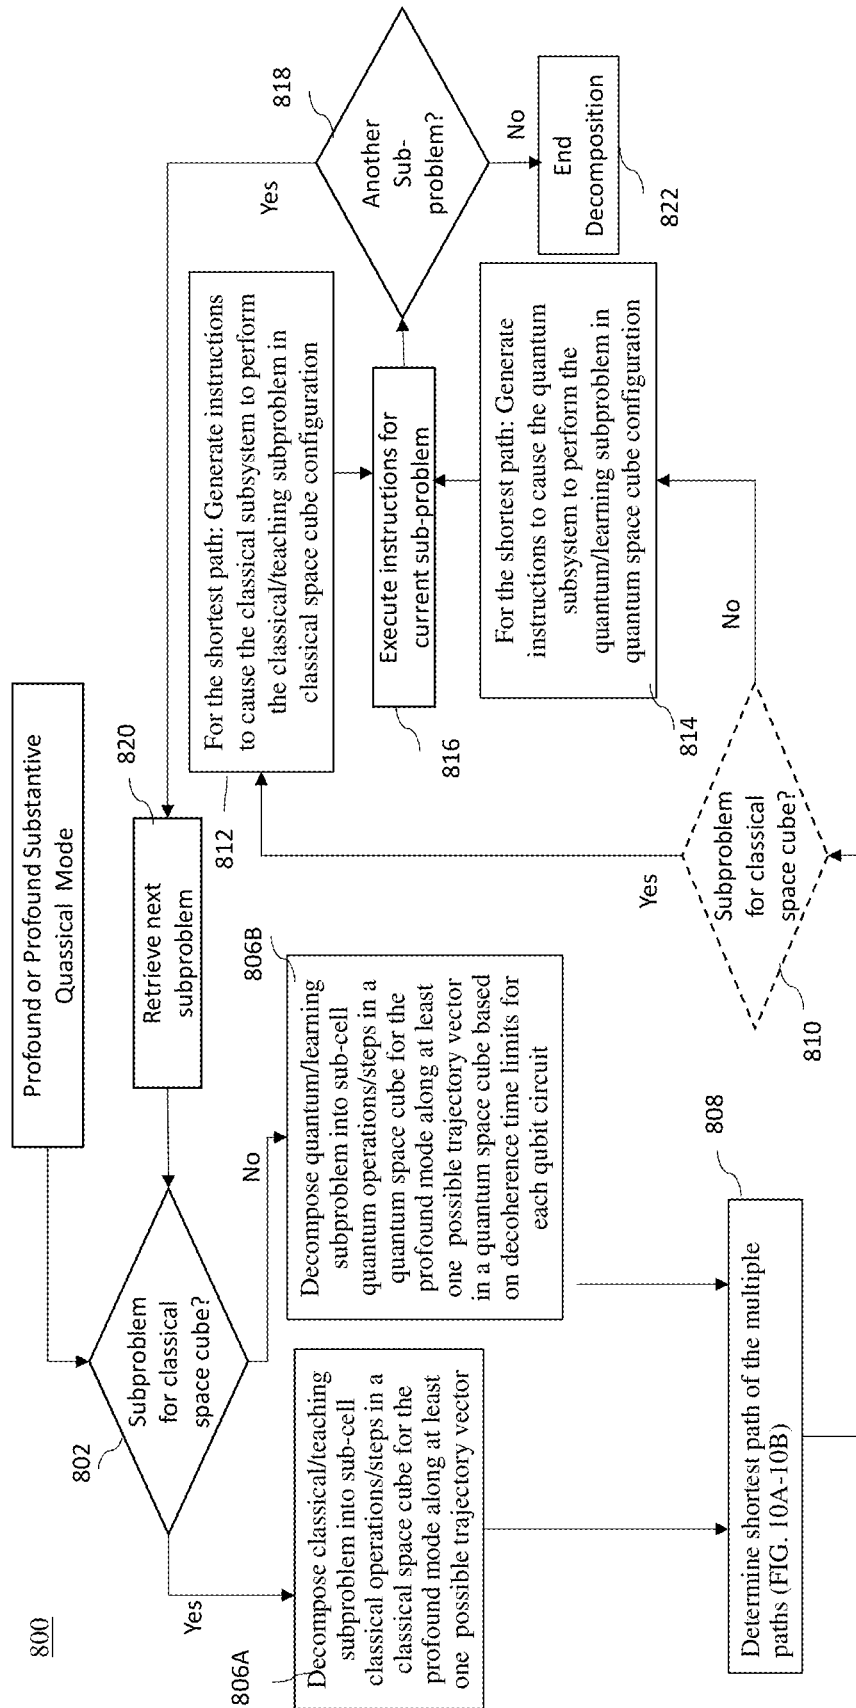 800
Profound or Profound Substantive
Quassical Mode
820
Retrieve next
subproblem
802
Subproblem
for classical
space cube?
Yes
No
806A
Decompose classical/teaching
subproblem into sub-cell
classical operations/steps in a
classical space cube for the
profound mode along at least
one possible trajectory vector
806B
Decompose quantum/learning
subproblem into sub-cell
quantum operations/steps in a
quantum space cube for the
profound mode along at least
one possible trajectory vector
in a quantum space cube based
on decoherence time limits for
each qubit circuit
808
Determine shortest path of the multiple
paths (FIG. 10A-10B)
810
Subproblem
for classical
space cube?
Yes
No
812
For the shortest path: Generate instructions
to cause the classical subsystem to perform
the classical/teaching subproblem in
classical space cube configuration
814
For the shortest path: Generate
instructions to cause the quantum
subsystem to perform the
quantum/learning subproblem in
quantum space cube configuration
816
Execute instructions for
current sub-problem
818
Another
Sub-
problem?
Yes
No
End
Decomposition
822